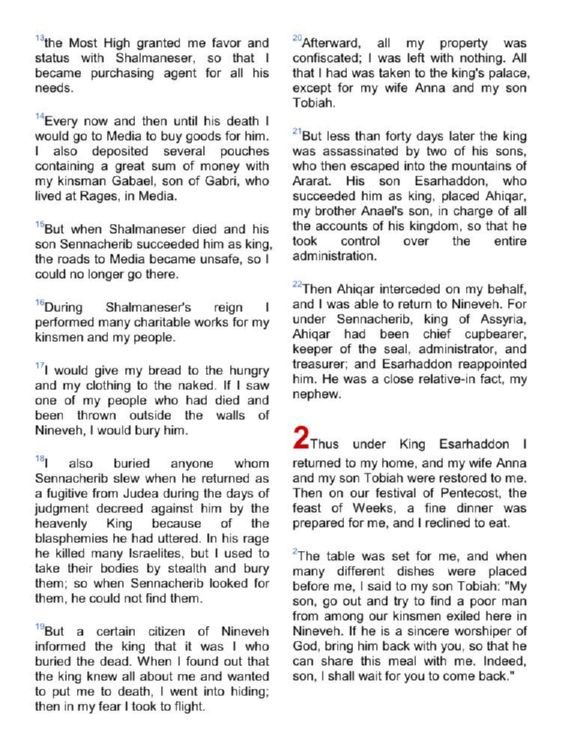 13the Most High granted me favor and
status with Shalmaneser, so that I
became purchasing agent for all his
needs.
14Every now and then until his death I
would go to Media to buy goods for him.
I also deposited several pouches
containing a great sum of money with
my kinsman Gabael, son of Gabri, who
lived at Rages, in Media.
15But when Shalmaneser died and his
son Sennacherib succeeded him as king,
the roads to Media became unsafe, so I
could no longer go there.
16During Shalmaneser's reign I
performed many charitable works for my
kinsmen and my people.
17I would give my bread to the hungry
and my clothing to the naked. If I saw
one of my people who had died and
been thrown outside the walls of
Nineveh, I would bury him.
18I also buried anyone whom
Sennacherib slew when he returned as
a fugitive from Judea during the days of
judgment decreed against him by the
heavenly King because of the
blasphemies he had uttered. In his rage
he killed many Israelites, but I used to
take their bodies by stealth and bury
them; so when Sennacherib looked for
them, he could not find them.
19But a certain citizen of Nineveh
informed the king that it was I who
buried the dead. When I found out that
the king knew all about me and wanted
to put me to death, I went into hiding;
then in my fear I took to flight.
20Afterward, all my property was
confiscated; I was left with nothing. All
that I had was taken to the king's palace,
except for my wife Anna and my son
Tobiah.
21But less than forty days later the king
was assassinated by two of his sons,
who then escaped into the mountains of
Ararat. His son Esarhaddon, who
succeeded him as king, placed Ahiqar,
my brother Anael's son, in charge of all
the accounts of his kingdom, so that he
took control over the entire
administration.
22Then Ahiqar interceded on my behalf,
and I was able to return to Nineveh. For
under Sennacherib, king of Assyria,
Ahiqar had been chief cupbearer,
keeper of the seal, administrator, and
treasurer; and Esarhaddon reappointed
him. He was a close relative-in fact, my
nephew.
2Thus under King Esarhaddon I
returned to my home, and my wife Anna
and my son Tobiah were restored to me.
Then on our festival of Pentecost, the
feast of Weeks, a fine dinner was
prepared for me, and I reclined to eat.
2The table was set for me, and when
many different dishes were placed
before me, I said to my son Tobiah: "My
son, go out and try to find a poor man
from among our kinsmen exiled here in
Nineveh. If he is a sincere worshiper of
God, bring him back with you, so that he
can share this meal with me. Indeed,
son, I shall wait for you to come back."